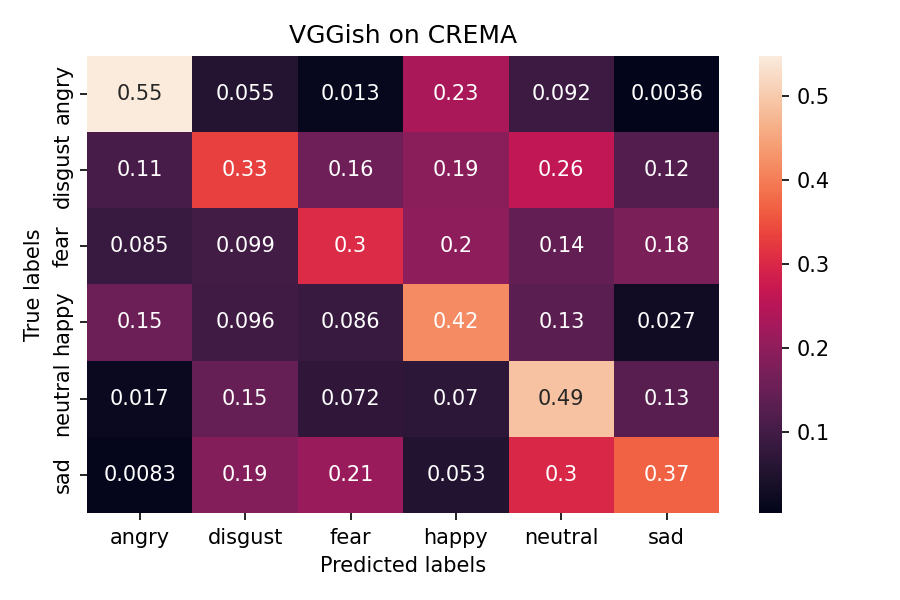 VGGish on CREMA
True labels
angry 0.55 0.055 0.013 0.23 0.092 0.0036
disgust 0.11 0.33 0.16 0.19 0.26 0.12
fear 0.085 0.099 0.3 0.2 0.14 0.18
happy 0.15 0.096 0.086 0.42 0.13 0.027
neutral 0.017 0.15 0.072 0.07 0.49 0.13
sad 0.0083 0.19 0.21 0.053 0.3 0.37
angry disgust fear happy neutral sad
Predicted labels
0.5
0.4
0.3
0.2
0.1